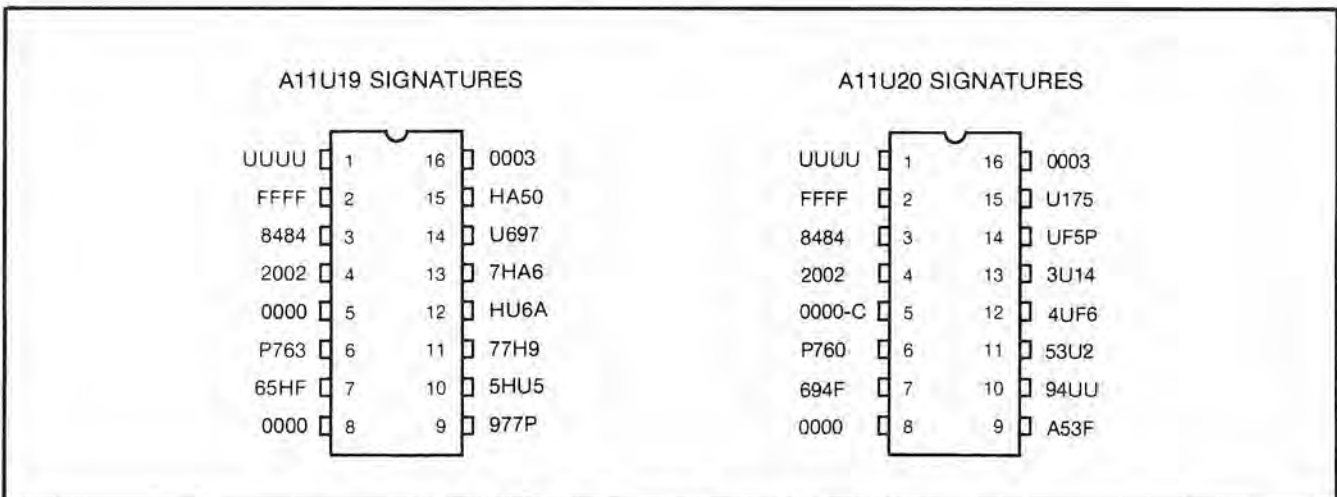 A11U19 SIGNATURES
UUUU 1 16 0003
FFFF 2 15 HA50
8484 3 14 U697
2002 4 13 7HA6
0000 5 12 HU6A
P763 6 11 77H9
65HF 7 10 5HU5
0000 8 9 977P
A11U20 SIGNATURES
UUUU 1 16 0003
FFFF 2 15 U175
8484 3 14 UF5P
2002 4 13 3U14
0000-C 5 12 4UF6
P760 6 11 53U2
694F 7 10 94UU
0000 8 9 A53F